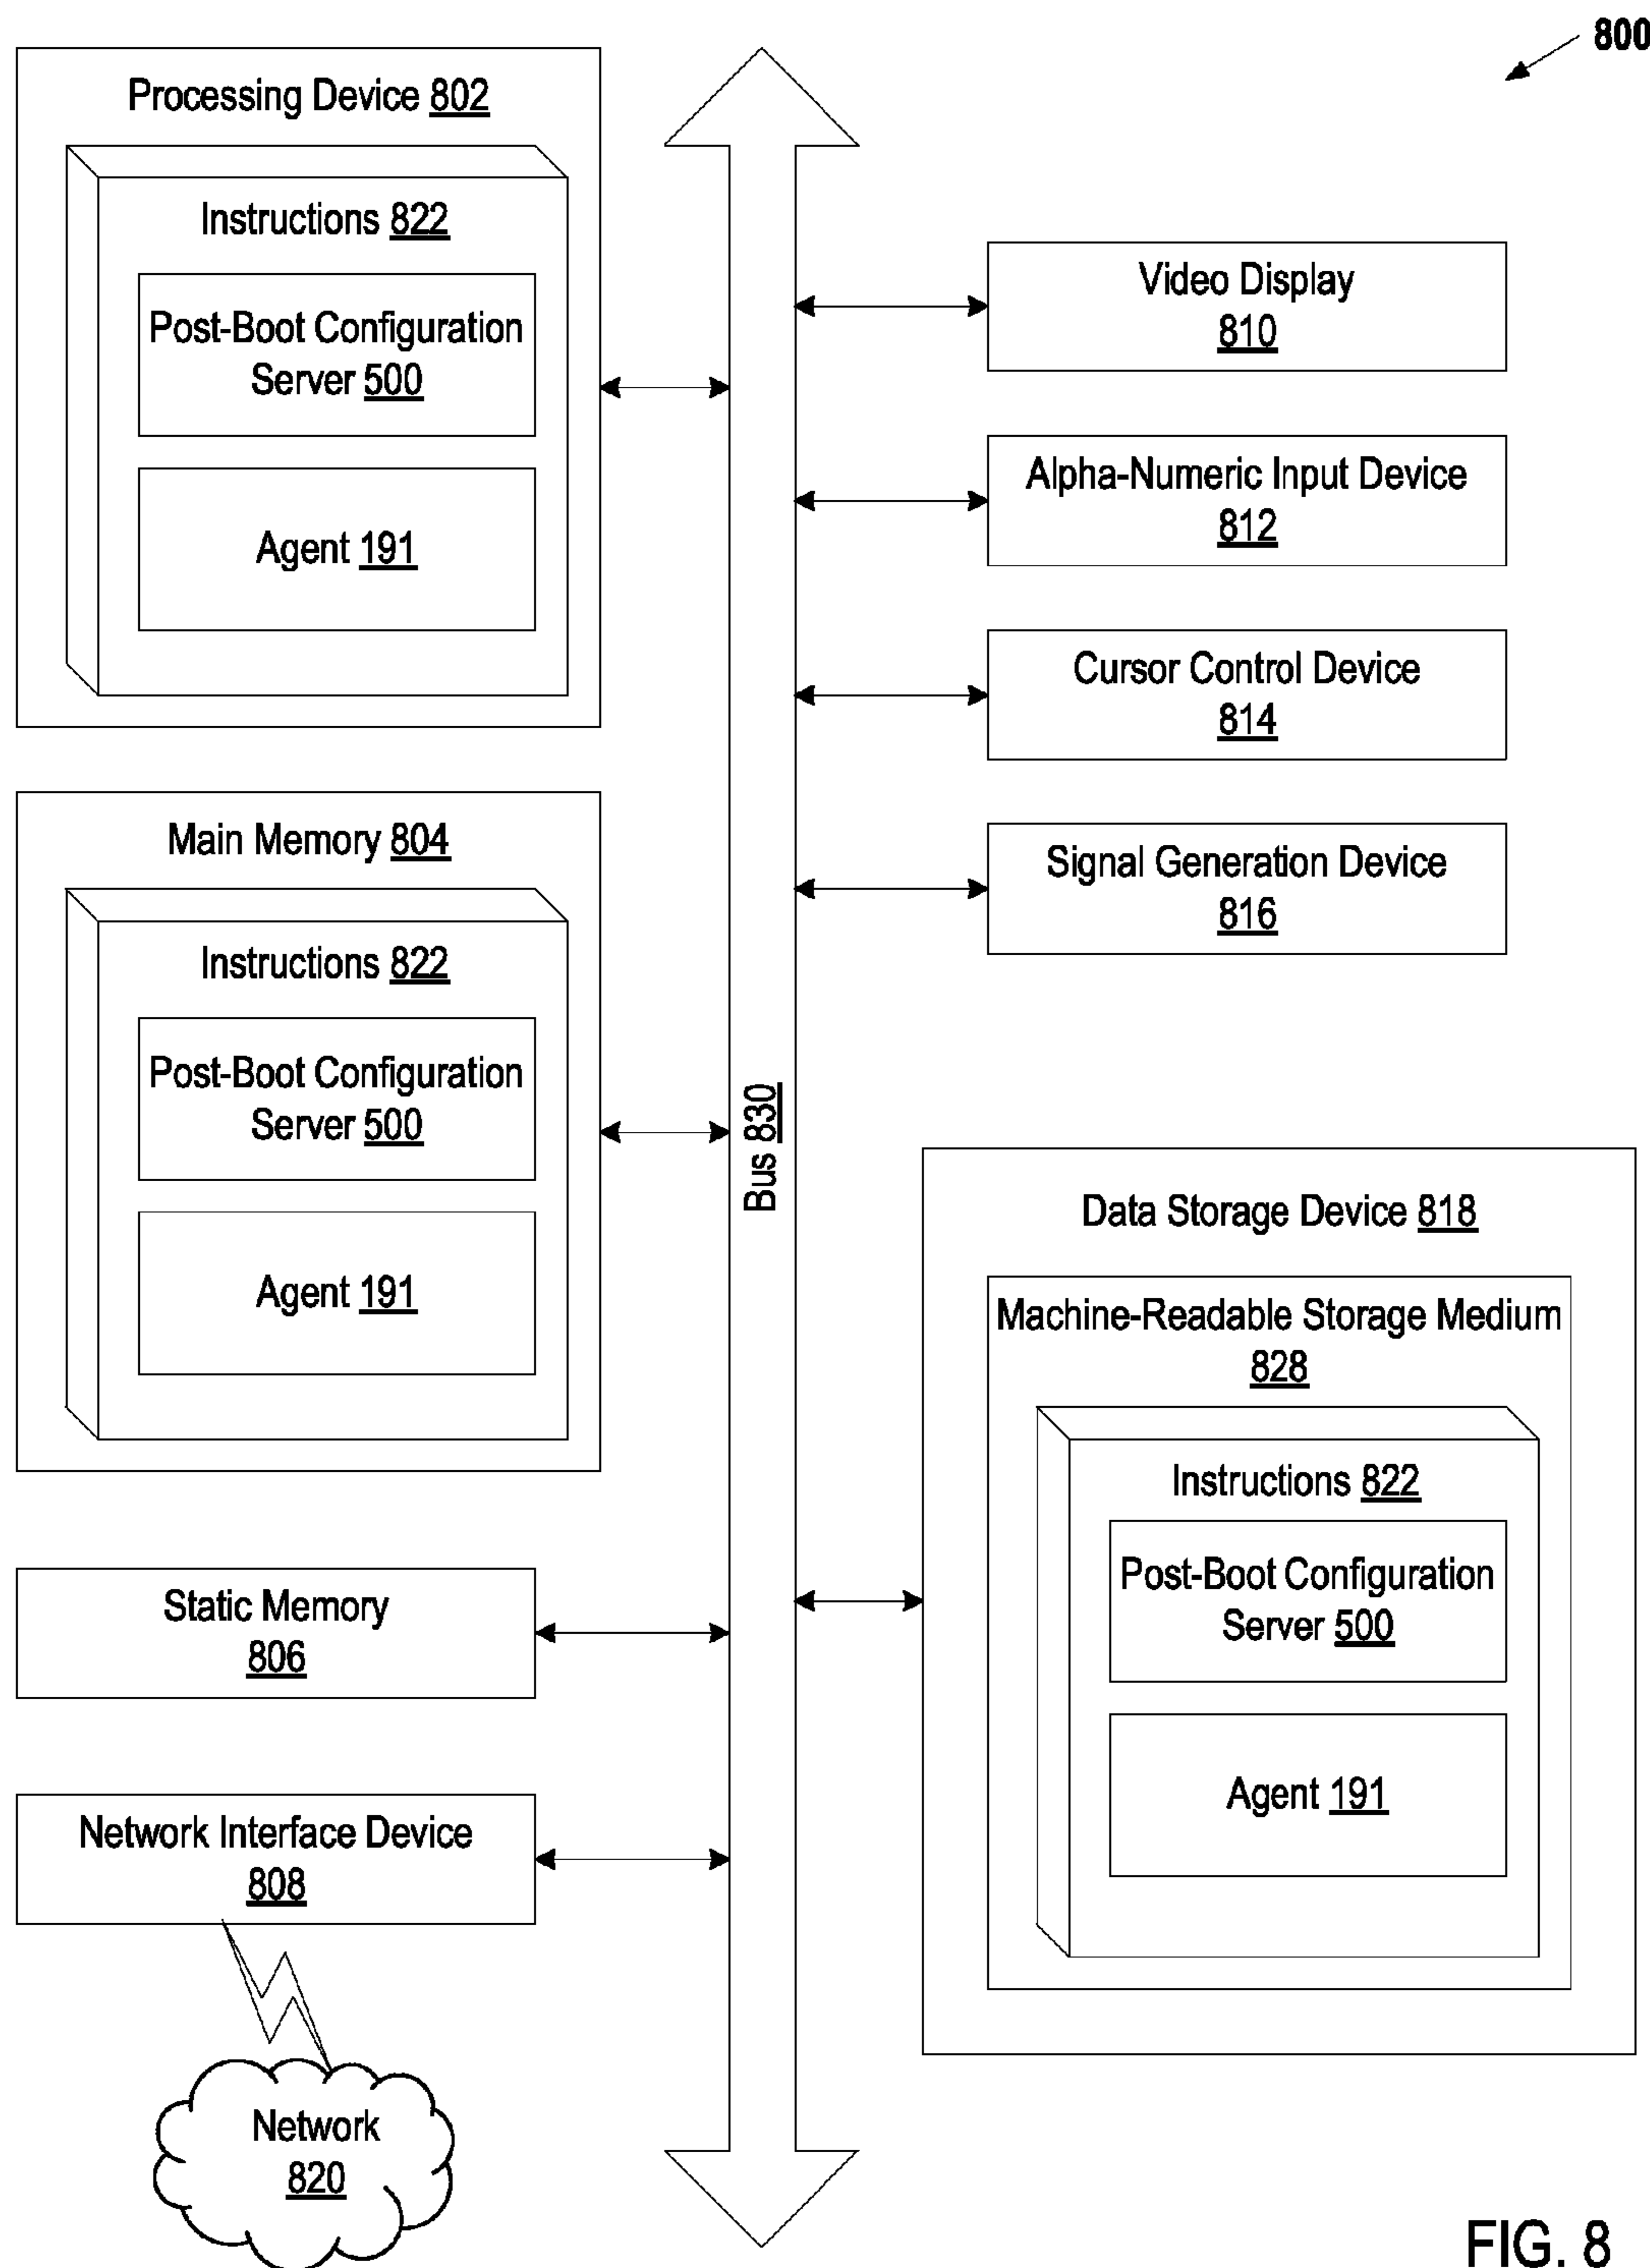 800
Processing Device 802
Instructions 822
Post-Boot Configuration
Server 500
Agent 191
Main Memory 804
Instructions 822
Post-Boot Configuration
Server 500
Agent 191
Static Memory
806
Network Interface Device
808
Network
820
Bus 830
Video Display
810
Alpha-Numeric Input Device
812
Cursor Control Device
814
Signal Generation Device
816
Data Storage Device 818
Machine-Readable Storage Medium
828
Instructions 822
Post-Boot Configuration
Server 500
Agent 191
FIG. 8